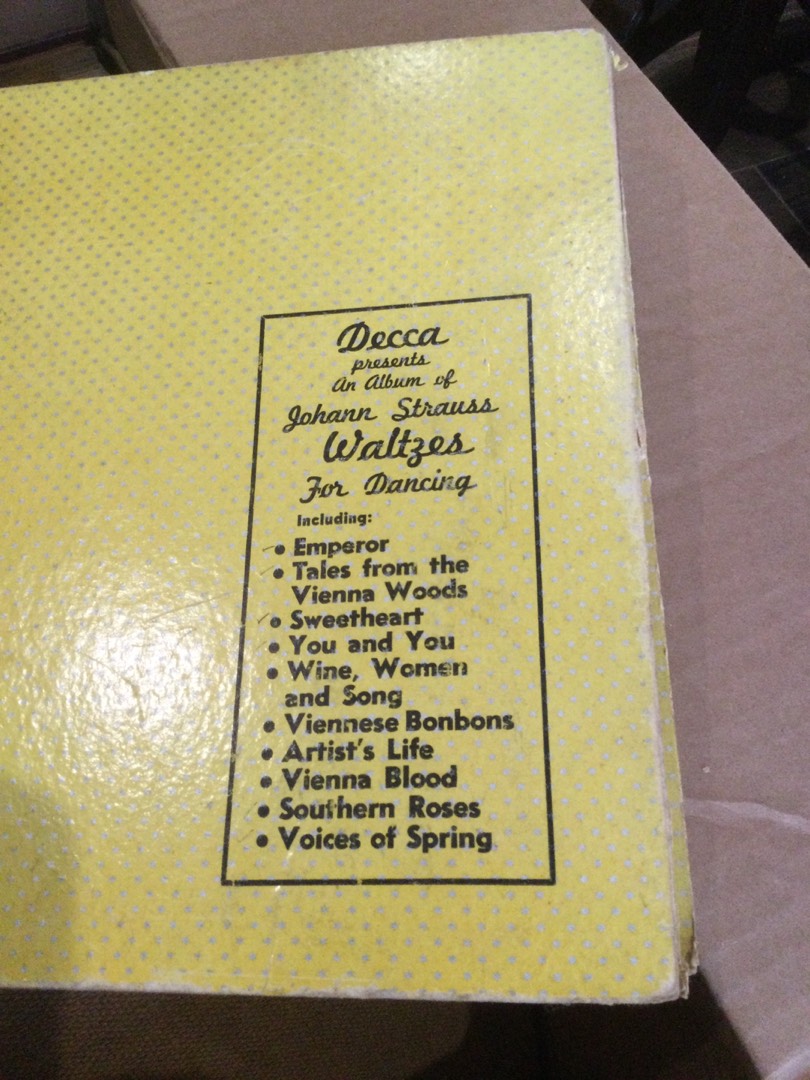 Decca
presents
An Album of
Johann Strauss
Waltzes
For Dancing
Including:
• Emperor
• Tales from the
Vienna Woods
• Sweetheart
• You and You
• Wine, Women
and Song
• Viennese Bonbons
• Artist's Life
• Vienna Blood
• Southern Roses
• Voices of Spring